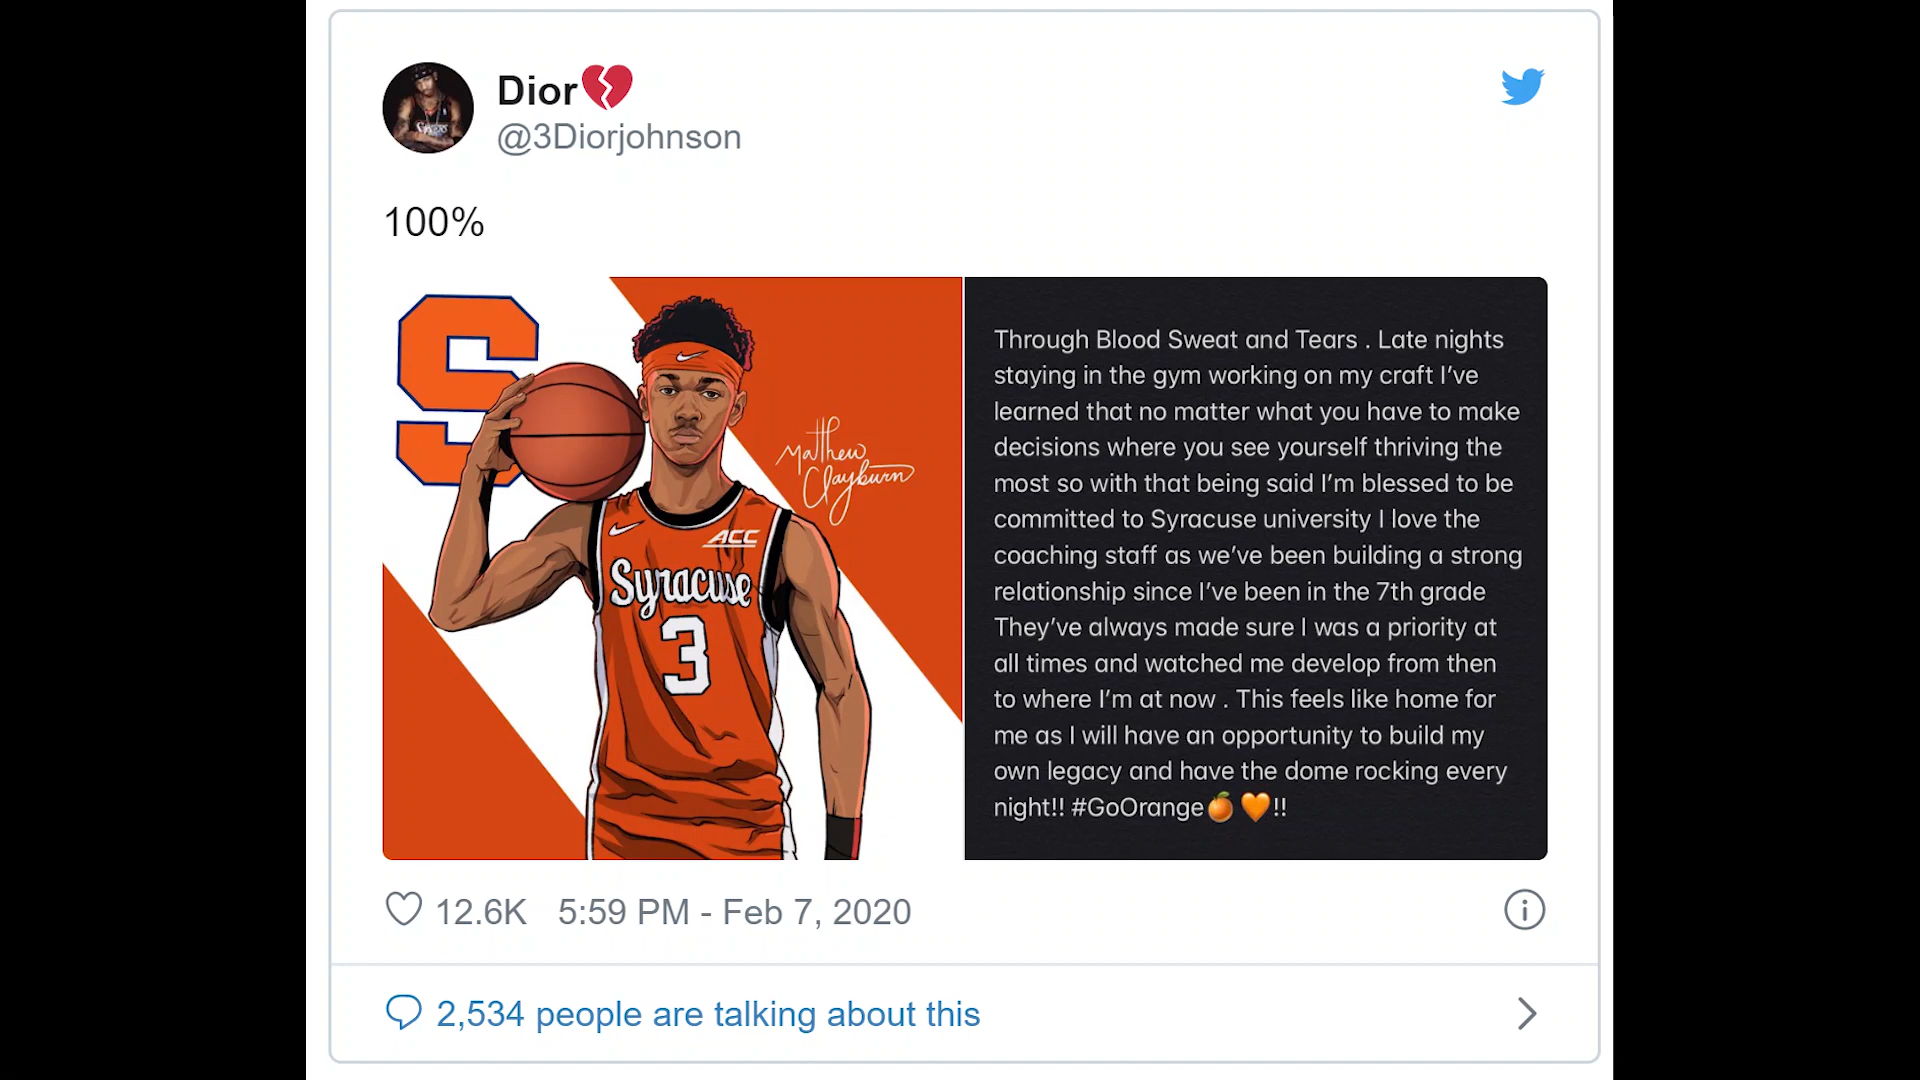 Dior💔
@3Diorjohnson
100%
S
Matthew
Clayburn
ACC
Syracuse
3
Through Blood Sweat and Tears . Late nights
staying in the gym working on my craft I’ve
learned that no matter what you have to make
decisions where you see yourself thriving the
most so with that being said I’m blessed to be
committed to Syracuse university I love the
coaching staff as we’ve been building a strong
relationship since I’ve been in the 7th grade
They’ve always made sure I was a priority at
all times and watched me develop from then
to where I’m at now . This feels like home for
me as I will have an opportunity to build my
own legacy and have the dome rocking every
night!! #GoOrange🍊 🧡!!
12.6K 5:59 PM - Feb 7, 2020
2,534 people are talking about this